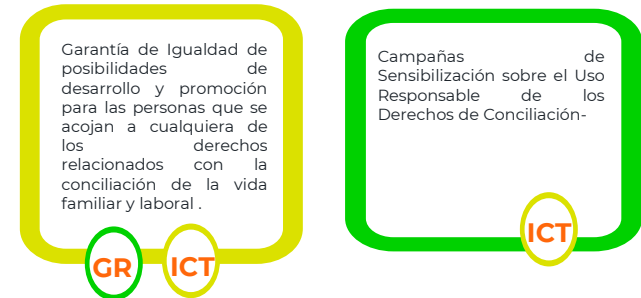 Garantía de Igualdad de
posibilidades de
desarrollo y promoción
para las personas que se
acojan a cualquiera de
los derechos
relacionados con la
conciliación de la vida
familiar y laboral .
GR
ICT
Campañas de
Sensibilización sobre el Uso
Responsable de los
Derechos de Conciliación-
ICT